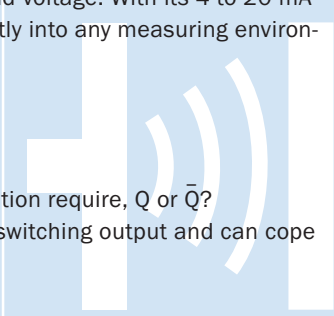 d voltage. With its 4 to 20 mA
tly into any measuring environ-
tion require, Q or Q̄?
switching output and can cope